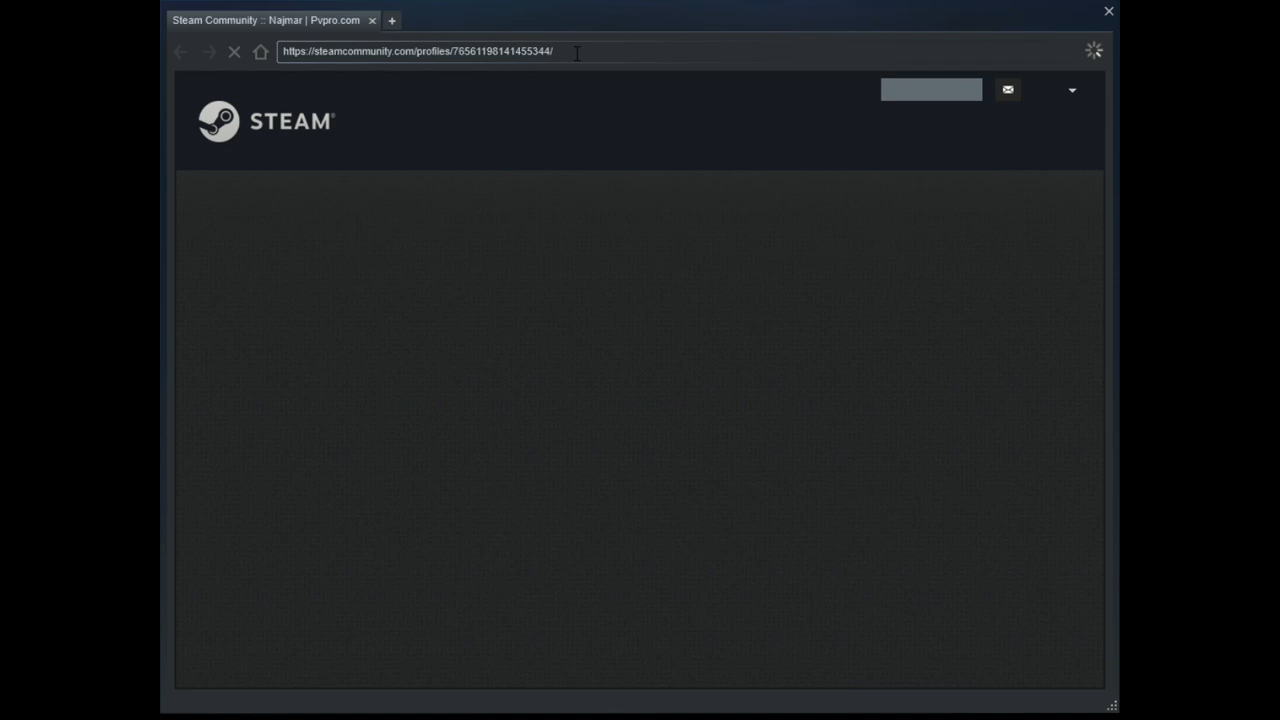 Steam Community :: Najmar | Pvpro.com
https://steamcommunity.com/profiles/76561198141455344/
STEAM®